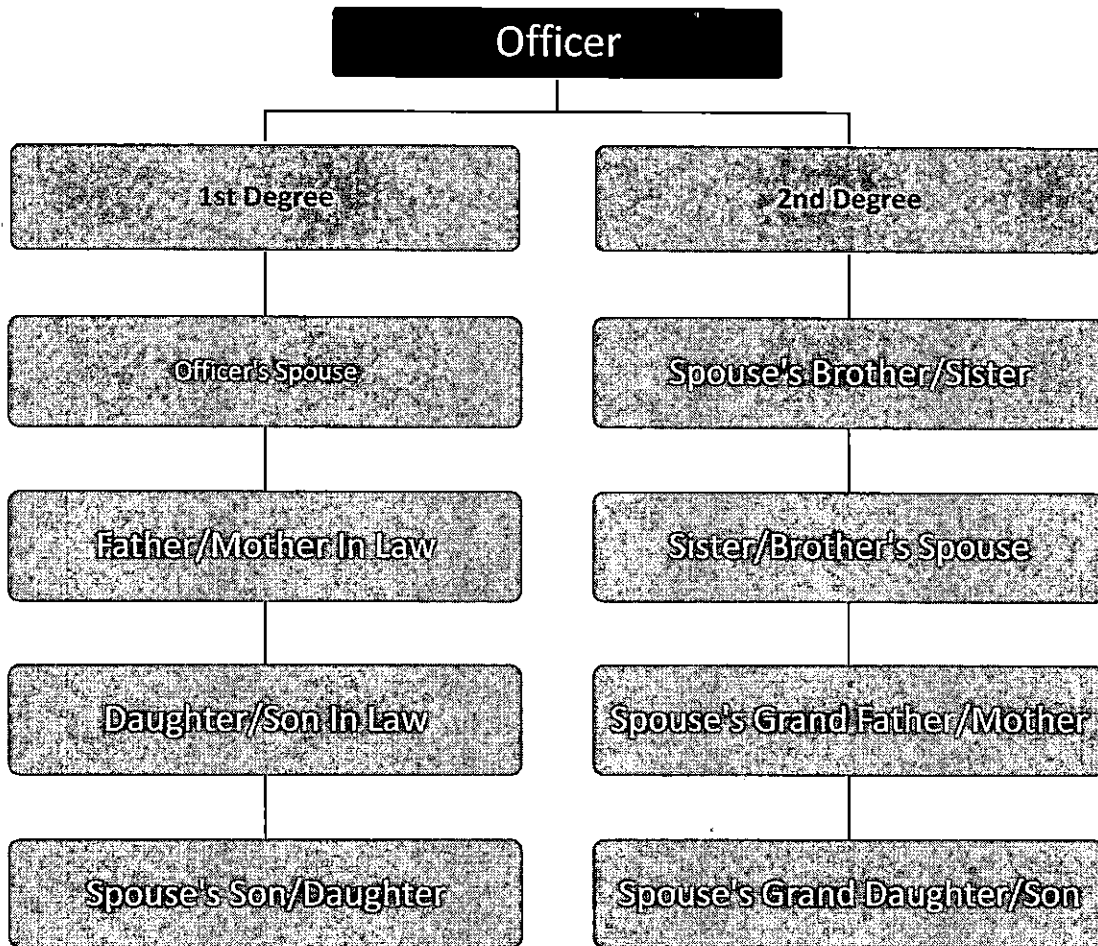 Officer
1st Degree
Officer's Spouse
Father/Mother In Law
Daughter/Son In Law
Spouse's Son/Daughter
2nd Degree
Spouse's Brother/Sister
Sister/Brother's Spouse
Spouse's Grand Father/Mother
Spouse's Grand Daughter/Son